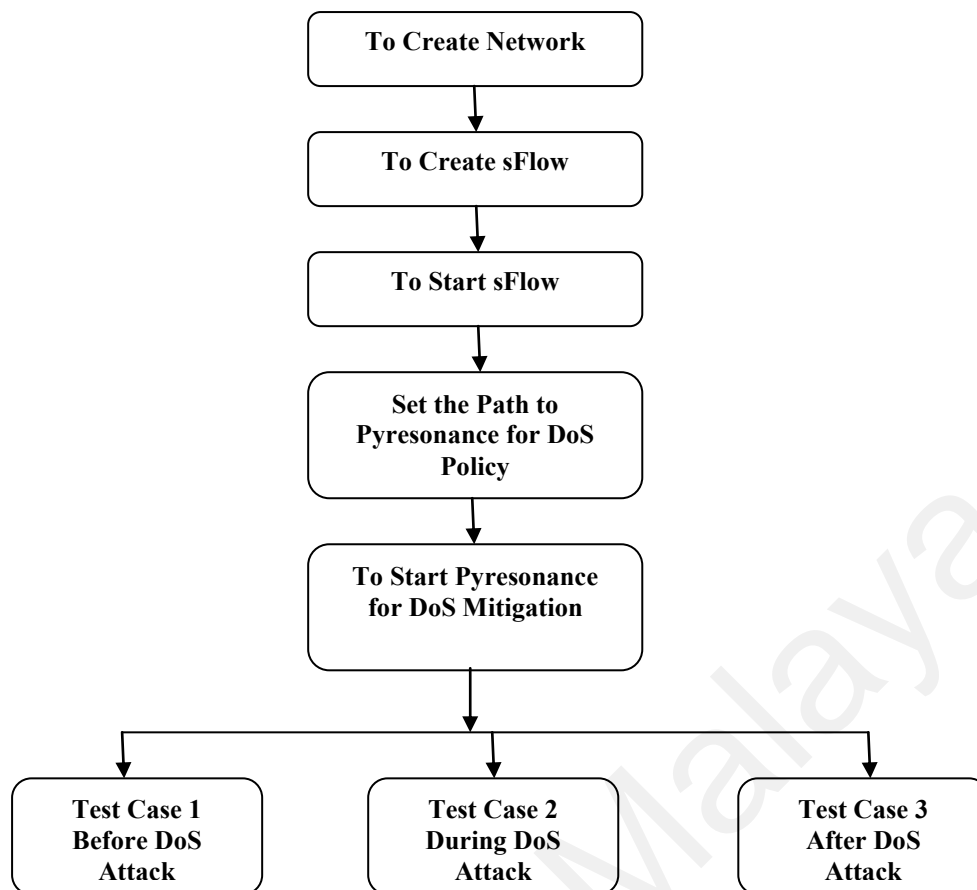 To Create Network
To Create sFlow
To Start sFlow
Set the Path to
Pyresonance for DoS
Policy
To Start Pyresonance
for DoS Mitigation
Test Case 1
Before DoS
Attack
Test Case 2
During DoS
Attack
Test Case 3
After DoS
Attack
Malaya